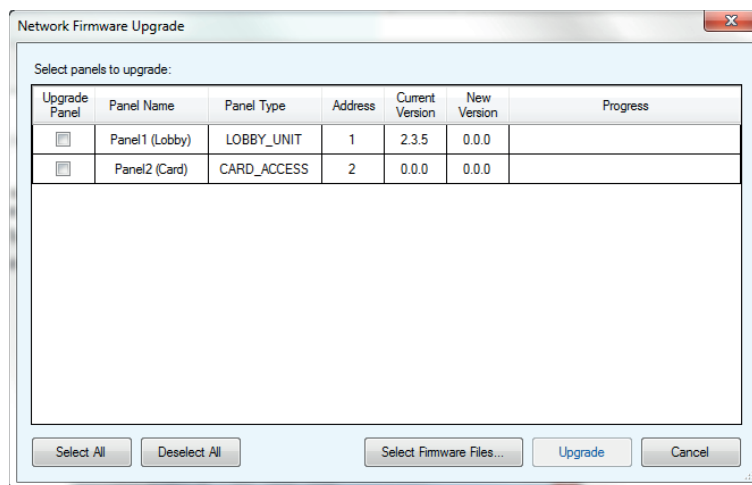 Network Firmware Upgrade
X
Select panels to upgrade:
Upgrade Panel Panel Name Panel Type Address Current Version New Version Progress
Panel1 (Lobby) LOBBY_UNIT 1 2.3.5 0.0.0
Panel2 (Card) CARD_ACCESS 2 0.0.0 0.0.0
Select All Deselect All Select Firmware Files... Upgrade Cancel